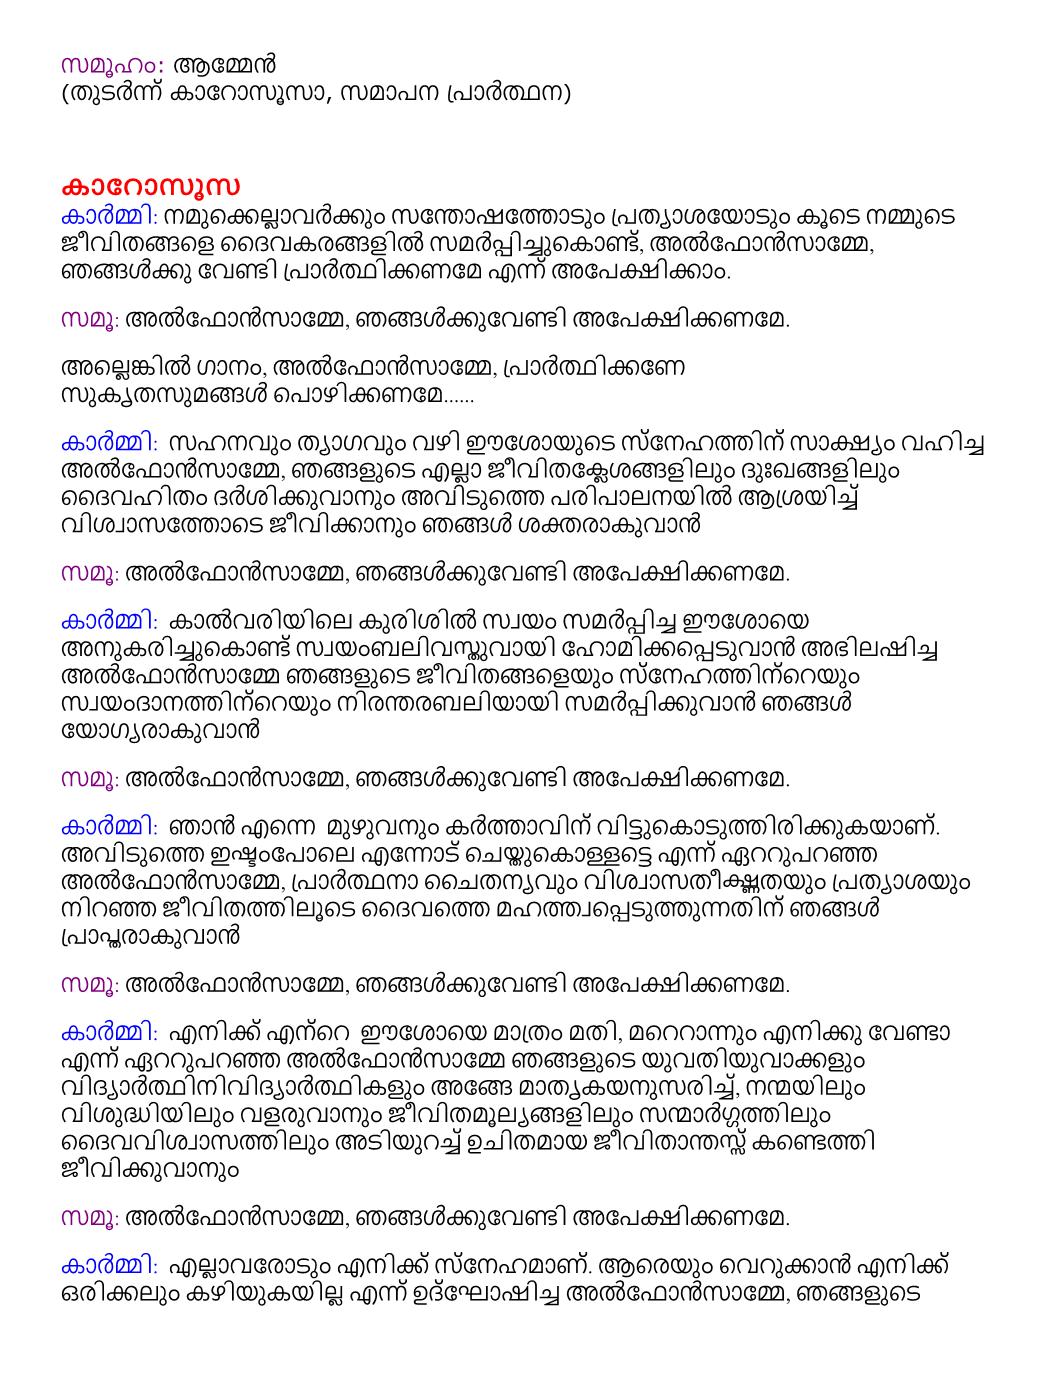 സമൂഹം: ആമ്മേൻ
(തുടർന്ന് കാറോസൂസാ, സമാപന പ്രാർത്ഥന)
കാറോസൂസ
കാർമ്മി: നമുക്കെല്ലാവർക്കും സന്തോഷത്തോടും പ്രത്യാശയോടും കൂടെ നമ്മുടെ
ജീവിതങ്ങളെ ദൈവകരങ്ങളിൽ സമർപ്പിച്ചുകൊണ്ട്, അൽഫോൻസാമ്മേ,
ഞങ്ങൾക്കു വേണ്ടി പ്രാർത്ഥിക്കണമേ എന്ന് അപേക്ഷിക്കാം.
സമൂ: അൽഫോൻസാമ്മേ, ഞങ്ങൾക്കുവേണ്ടി അപേക്ഷിക്കണമേ.
അല്ലെങ്കിൽ ഗാനം, അൽഫോൻസാമ്മേ, പ്രാർത്ഥിക്കണേ
സുകൃതസുമങ്ങൾ പൊഴിക്കണമേ......
കാർമ്മി: സഹനവും ത്യാഗവും വഴി ഈശോയുടെ സ്നേഹത്തിന് സാക്ഷ്യം വഹിച്ച
അൽഫോൻസാമ്മേ, ഞങ്ങളുടെ എല്ലാ ജീവിതക്ലേശങ്ങളിലും ദുഃഖങ്ങളിലും
ദൈവഹിതം ദർശിക്കുവാനും അവിടുത്തെ പരിപാലനയിൽ ആശ്രയിച്ച്
വിശ്വാസത്തോടെ ജീവിക്കാനും ഞങ്ങൾ ശക്തരാകുവാൻ
സമൂ: അൽഫോൻസാമ്മേ, ഞങ്ങൾക്കുവേണ്ടി അപേക്ഷിക്കണമേ.
കാർമ്മി: കാൽവരിയിലെ കുരിശിൽ സ്വയം സമർപ്പിച്ച ഈശോയെ
അനുകരിച്ചുകൊണ്ട് സ്വയംബലിവസ്തുവായി ഹോമിക്കപ്പെടുവാൻ അഭിലഷിച്ച
അൽഫോൻസാമ്മേ ഞങ്ങളുടെ ജീവിതങ്ങളെയും സ്നേഹത്തിന്റെയും
സ്വയംദാനത്തിന്റെയും നിരന്തരബലിയായി സമർപ്പിക്കുവാൻ ഞങ്ങൾ
യോഗ്യരാകുവാൻ
സമൂ: അൽഫോൻസാമ്മേ, ഞങ്ങൾക്കുവേണ്ടി അപേക്ഷിക്കണമേ.
കാർമ്മി: ഞാൻ എന്നെ മുഴുവനും കർത്താവിന് വിട്ടുകൊടുത്തിരിക്കുകയാണ്.
അവിടുത്തെ ഇഷ്ടംപോലെ എന്നോട് ചെയ്തുകൊള്ളട്ടെ എന്ന് ഏററുപറഞ്ഞ
അൽഫോൻസാമ്മേ, പ്രാർത്ഥനാ ചൈതന്യവും വിശ്വാസതീക്ഷ്ണതയും പ്രത്യാശയും
നിറഞ്ഞ ജീവിതത്തിലൂടെ ദൈവത്തെ മഹത്ത്വപ്പെടുത്തുന്നതിന് ഞങ്ങൾ
പ്രാപ്തരാകുവാൻ
സമൂ: അൽഫോൻസാമ്മേ, ഞങ്ങൾക്കുവേണ്ടി അപേക്ഷിക്കണമേ.
കാർമ്മി: എനിക്ക് എന്റെ ഈശോയെ മാത്രം മതി, മറെറാന്നും എനിക്കു വേണ്ടാ
എന്ന് ഏററുപറഞ്ഞ അൽഫോൻസാമ്മേ ഞങ്ങളുടെ യുവതിയുവാക്കളും
വിദ്യാർത്ഥിനിവിദ്യാർത്ഥികളും അങ്ങേ മാതൃകയനുസരിച്ച്, നന്മയിലും
വിശുദ്ധിയിലും വളരുവാനും ജീവിതമൂല്യങ്ങളിലും സന്മാർഗ്ഗത്തിലും
ദൈവവിശ്വാസത്തിലും അടിയുറച്ച് ഉചിതമായ ജീവിതാന്തസ്സ് കണ്ടെത്തി
ജീവിക്കുവാനും
സമൂ: അൽഫോൻസാമ്മേ, ഞങ്ങൾക്കുവേണ്ടി അപേക്ഷിക്കണമേ.
കാർമ്മി: എല്ലാവരോടും എനിക്ക് സ്നേഹമാണ്. ആരെയും വെറുക്കാൻ എനിക്ക്
ഒരിക്കലും കഴിയുകയില്ല എന്ന് ഉദ്ഘോഷിച്ച അൽഫോൻസാമ്മേ, ഞങ്ങളുടെ